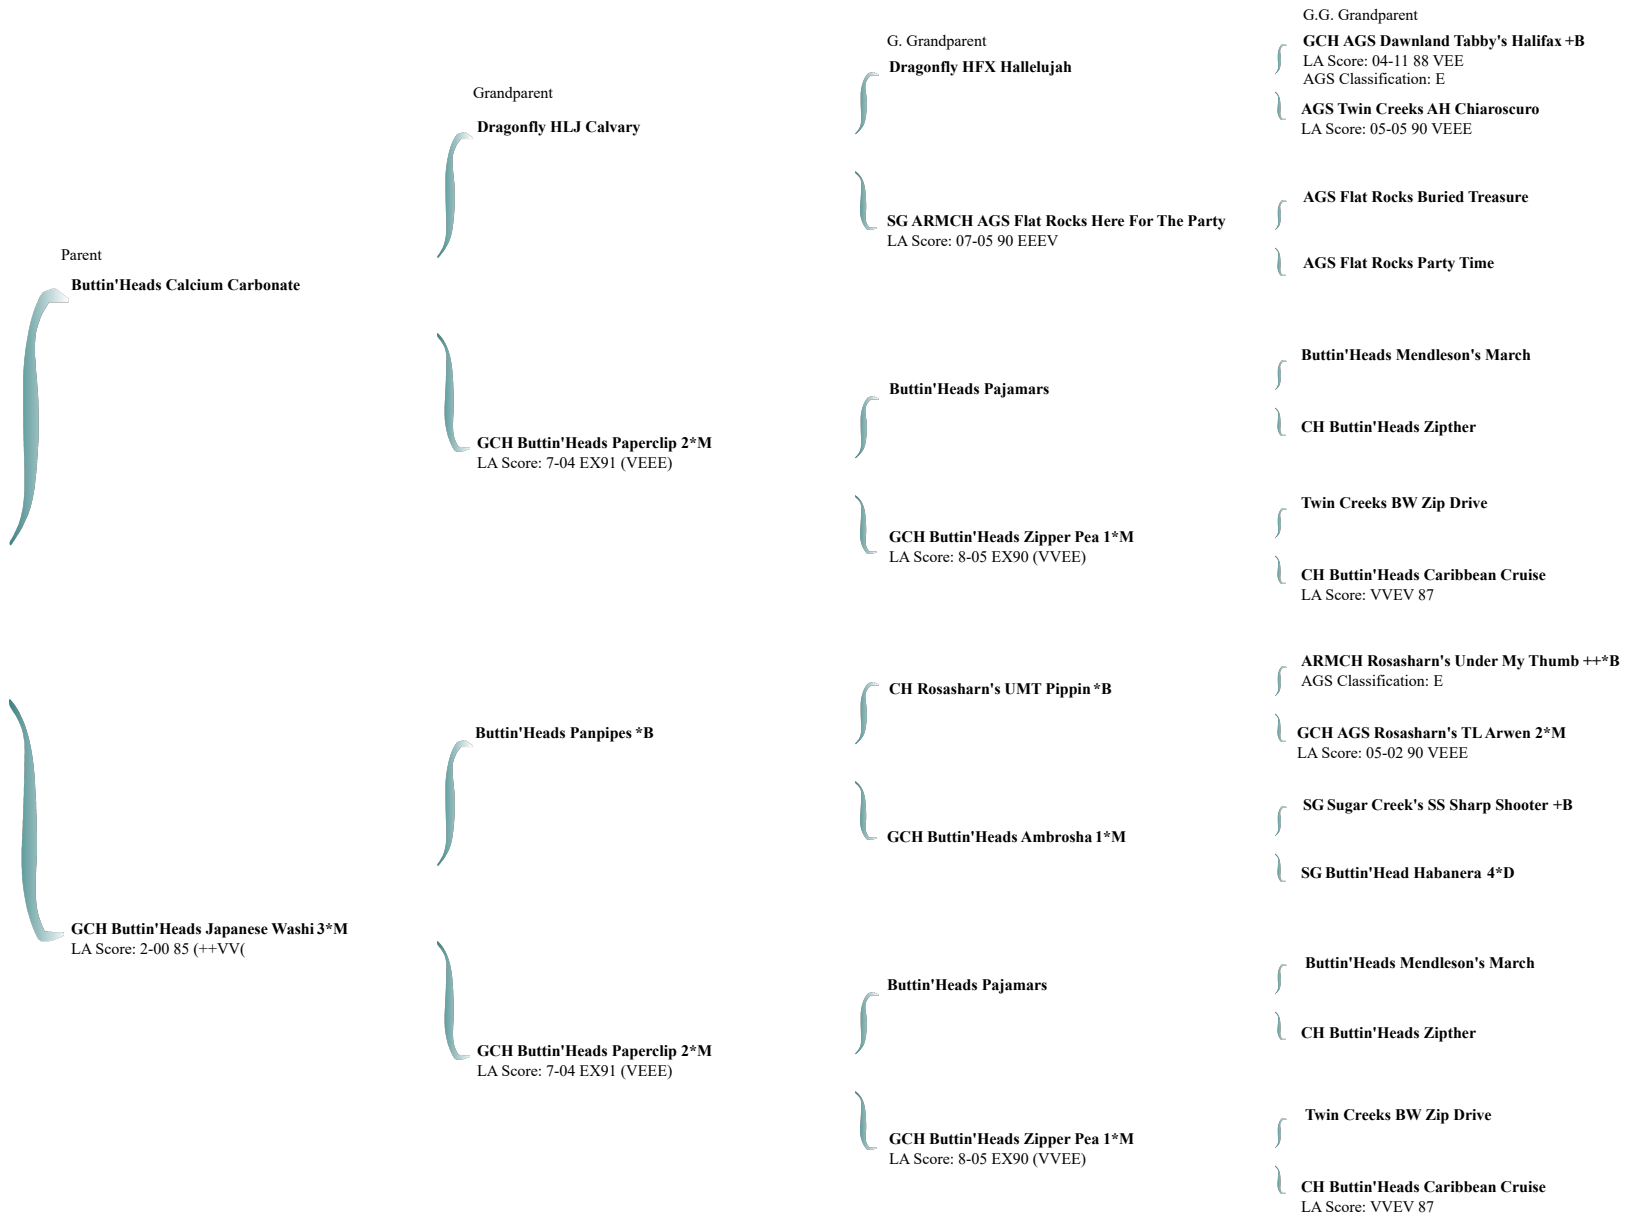 Parent
Buttin'Heads Calcium Carbonate
GCH Buttin'Heads Japanese Washi 3*M
LA Score: 2-00 85 (++VV(
Grandparent
Dragonfly HLJ Calvary
GCH Buttin'Heads Paperclip 2*M
LA Score: 7-04 EX91 (VEEE)
Buttin'Heads Panpipes *B
GCH Buttin'Heads Paperclip 2*M
LA Score: 7-04 EX91 (VEEE)
G. Grandparent
Dragonfly HFX Hallelujah
SG ARMCH AGS Flat Rocks Here For The Party
LA Score: 07-05 90 EEEV
Buttin'Heads Pajamars
GCH Buttin'Heads Zipper Pea 1*M
LA Score: 8-05 EX90 (VVEE)
CH Rosasharn's UMT Pippin *B
GCH Buttin'Heads Ambrosha 1*M
Buttin'Heads Pajamars
GCH Buttin'Heads Zipper Pea 1*M
LA Score: 8-05 EX90 (VVEE)
G.G. Grandparent
GCH AGS Dawnland Tabby's Halifax +B
LA Score: 04-11 88 VEE
AGS Classification: E
AGS Twin Creeks AH Chiaroscuro
LA Score: 05-05 90 VEEE
AGS Flat Rocks Buried Treasure
AGS Flat Rocks Party Time
Buttin'Heads Mendleson's March
CH Buttin'Heads Zipther
Twin Creeks BW Zip Drive
CH Buttin'Heads Caribbean Cruise
LA Score: VVEV 87
ARMCH Rosasharn's Under My Thumb ++*B
AGS Classification: E
GCH AGS Rosasharn's TL Arwen 2*M
LA Score: 05-02 90 VEEE
SG Sugar Creek's SS Sharp Shooter +B
SG Buttin'Head Habanera 4*D
Buttin'Heads Mendleson's March
CH Buttin'Heads Zipther
Twin Creeks BW Zip Drive
CH Buttin'Heads Caribbean Cruise
LA Score: VVEV 87